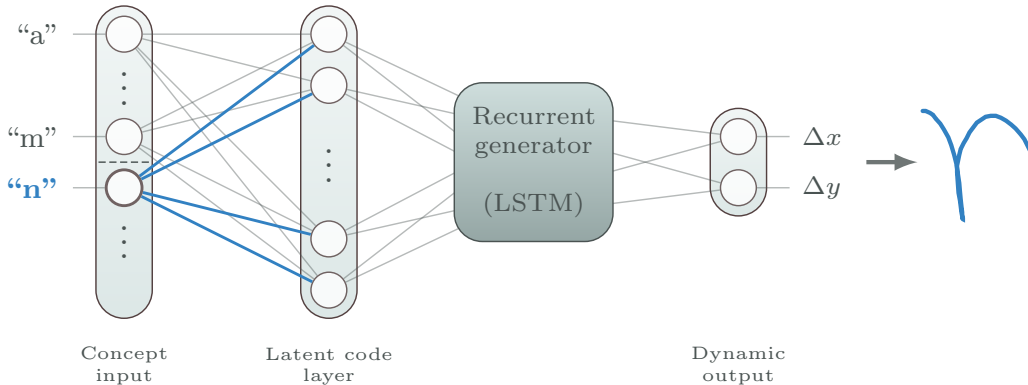 “a”
“m”
“n”
Recurrent
generator
(LSTM)
Δx
Δy
Concept
input
Latent code
layer
Dynamic
output